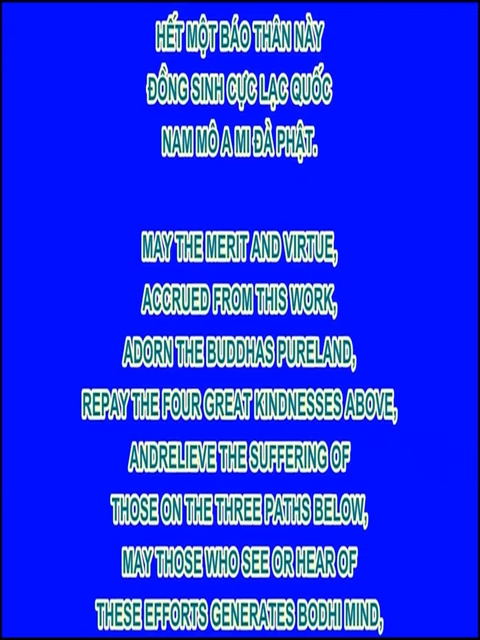 HẾT MỘT BÁO THÂN NÀY
ĐỒNG SINH CỰC LẠC QUỐC
NAM MÔ A MI ĐÀ PHẬT.
MAY THE MERIT AND VIRTUE,
ACCRUED FROM THIS WORK,
ADORN THE BUDDHAS PURELAND,
REPAY THE FOUR GREAT KINDNESSES ABOVE,
ANDRELIEVE THE SUFFERING OF
THOSE ON THE THREE PATHS BELOW,
MAY THOSE WHO SEE OR HEAR OF
THESE EFFORTS GENERATES BODHI MIND,